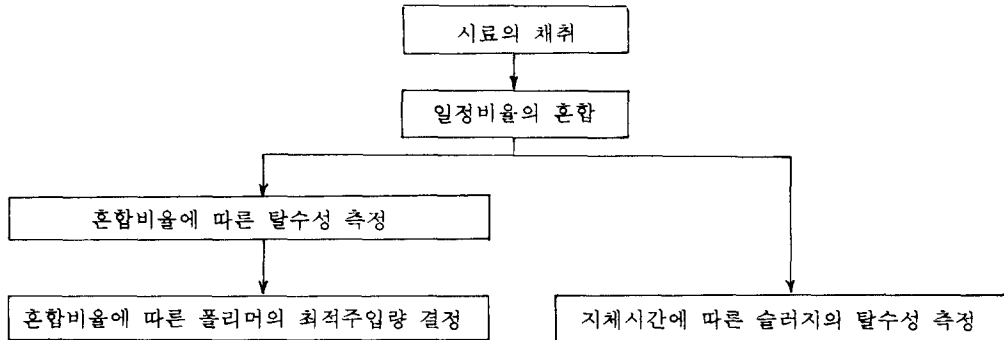 시료의 채취
일정비율의 혼합
혼합비율에 따른 탈수성 측정
혼합비율에 따른 폴리머의 최적주입량 결정
지체시간에 따른 슬러지의 탈수성 측정